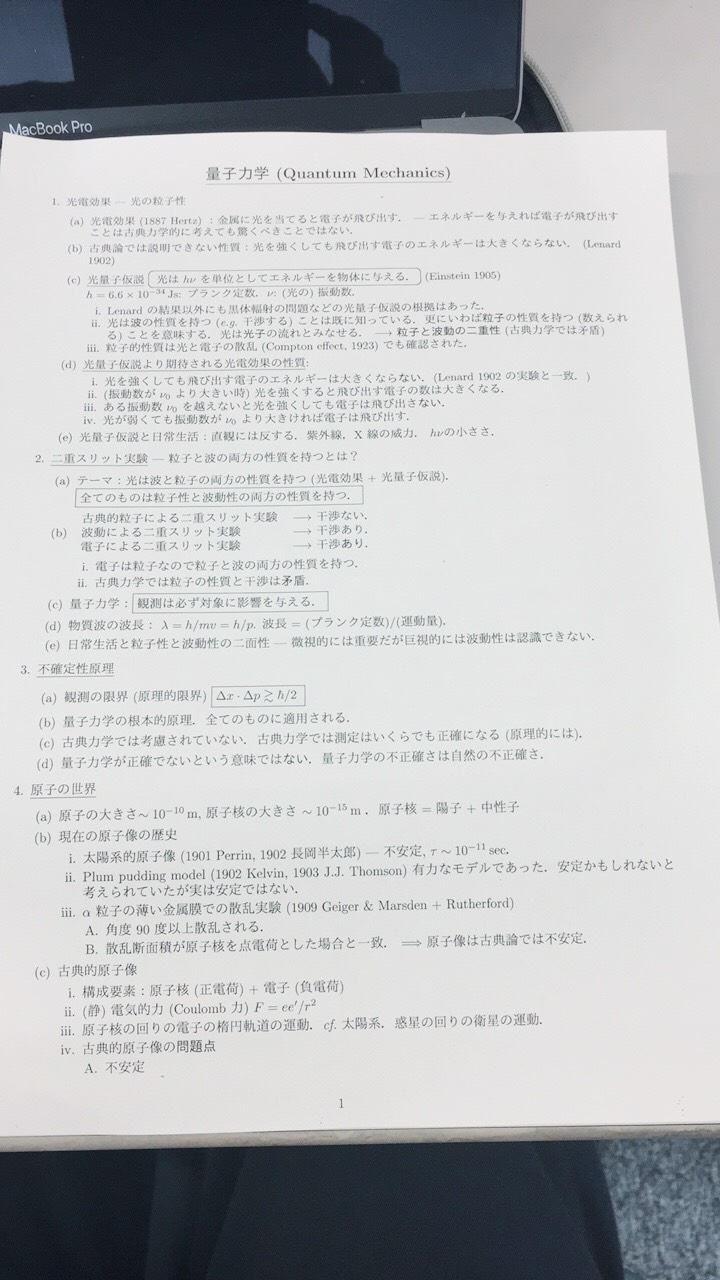 MacBook Pro
量子力学 (Quantum Mechanics)
1. 光電効果 — 光の粒子性
(a) 光電効果 (1887 Hertz) : 金属に光を当てると電子が飛び出す. — エネルギーを与えれば電子が飛び出す
ことは古典力学的に考えても驚くべきことではない.
(b) 古典論では説明できない性質 : 光を強くしても飛び出す電子のエネルギーは大きくならない. (Lenard
1902)
(c) 光量子仮説 光は hν を単位としてエネルギーを物体に与える. (Einstein 1905)
h = 6.6 × 10⁻³⁴ Js: プランク定数. ν: (光の) 振動数.
i. Lenard の結果以外にも黒体輻射の問題などの光量子仮説の根拠はあった.
ii. 光は波の性質を持つ (e.g. 干渉する) ことは既に知っている. 更にいわば粒子の性質を持つ (数えられ
る) ことを意味する. 光は光子の流れとみなせる. → 粒子と波動の二重性 (古典力学では矛盾)
iii. 粒子的性質は光と電子の散乱 (Compton effect, 1923) でも確認された.
(d) 光量子仮説より期待される光電効果の性質:
i. 光を強くしても飛び出す電子のエネルギーは大きくならない. (Lenard 1902 の実験と一致. )
ii. (振動数が ν₀ より大きい時) 光を強くすると飛び出す電子の数は大きくなる.
iii. ある振動数 ν₀ を越えないと光を強くしても電子は飛び出さない.
iv. 光が弱くても振動数が ν₀ より大きければ電子は飛び出す.
(e) 光量子仮説と日常生活 : 直観には反する. 紫外線, X 線の威力. hνの小ささ.
2. 二重スリット実験 — 粒子と波の両方の性質を持つとは？
(a) テーマ : 光は波と粒子の両方の性質を持つ (光電効果 + 光量子仮説).
全てのものは粒子性と波動性の両方の性質を持つ.
古典的粒子による二重スリット実験 → 干渉ない.
(b) 波動による二重スリット実験 → 干渉あり.
電子による二重スリット実験 → 干渉あり.
i. 電子は粒子なので粒子と波の両方の性質を持つ.
ii. 古典力学では粒子の性質と干渉は矛盾.
(c) 量子力学 : 観測は必ず対象に影響を与える.
(d) 物質波の波長 : λ = h/mv = h/p. 波長 = (プランク定数)/(運動量).
(e) 日常生活と粒子性と波動性の二面性 — 微視的には重要だが巨視的には波動性は認識できない.
3. 不確定性原理
(a) 観測の限界 (原理的限界) Δx · Δp ≳ ħ/2
(b) 量子力学の根本的原理. 全てのものに適用される.
(c) 古典力学では考慮されていない. 古典力学では測定はいくらでも正確になる (原理的には).
(d) 量子力学が正確でないという意味ではない. 量子力学の不正確さは自然の不正確さ.
4. 原子の世界
(a) 原子の大きさ∼ 10⁻¹⁰ m, 原子核の大きさ ∼ 10⁻¹⁵ m . 原子核 = 陽子 + 中性子
(b) 現在の原子像の歴史
i. 太陽系的原子像 (1901 Perrin, 1902 長岡半太郎) — 不安定, τ ∼ 10⁻¹¹ sec.
ii. Plum pudding model (1902 Kelvin, 1903 J.J. Thomson) 有力なモデルであった. 安定かもしれないと
考えられていたが実は安定ではない.
iii. α 粒子の薄い金属膜での散乱実験 (1909 Geiger & Marsden + Rutherford)
A. 角度 90 度以上散乱される.
B. 散乱断面積が原子核を点電荷とした場合と一致. ⟹ 原子像は古典論では不安定.
(c) 古典的原子像
i. 構成要素 : 原子核 (正電荷) + 電子 (負電荷)
ii. (静) 電気的力 (Coulomb 力) F = ee′/r²
iii. 原子核の回りの電子の楕円軌道の運動. cf. 太陽系. 惑星の回りの衛星の運動.
iv. 古典的原子像の問題点
A. 不安定
1